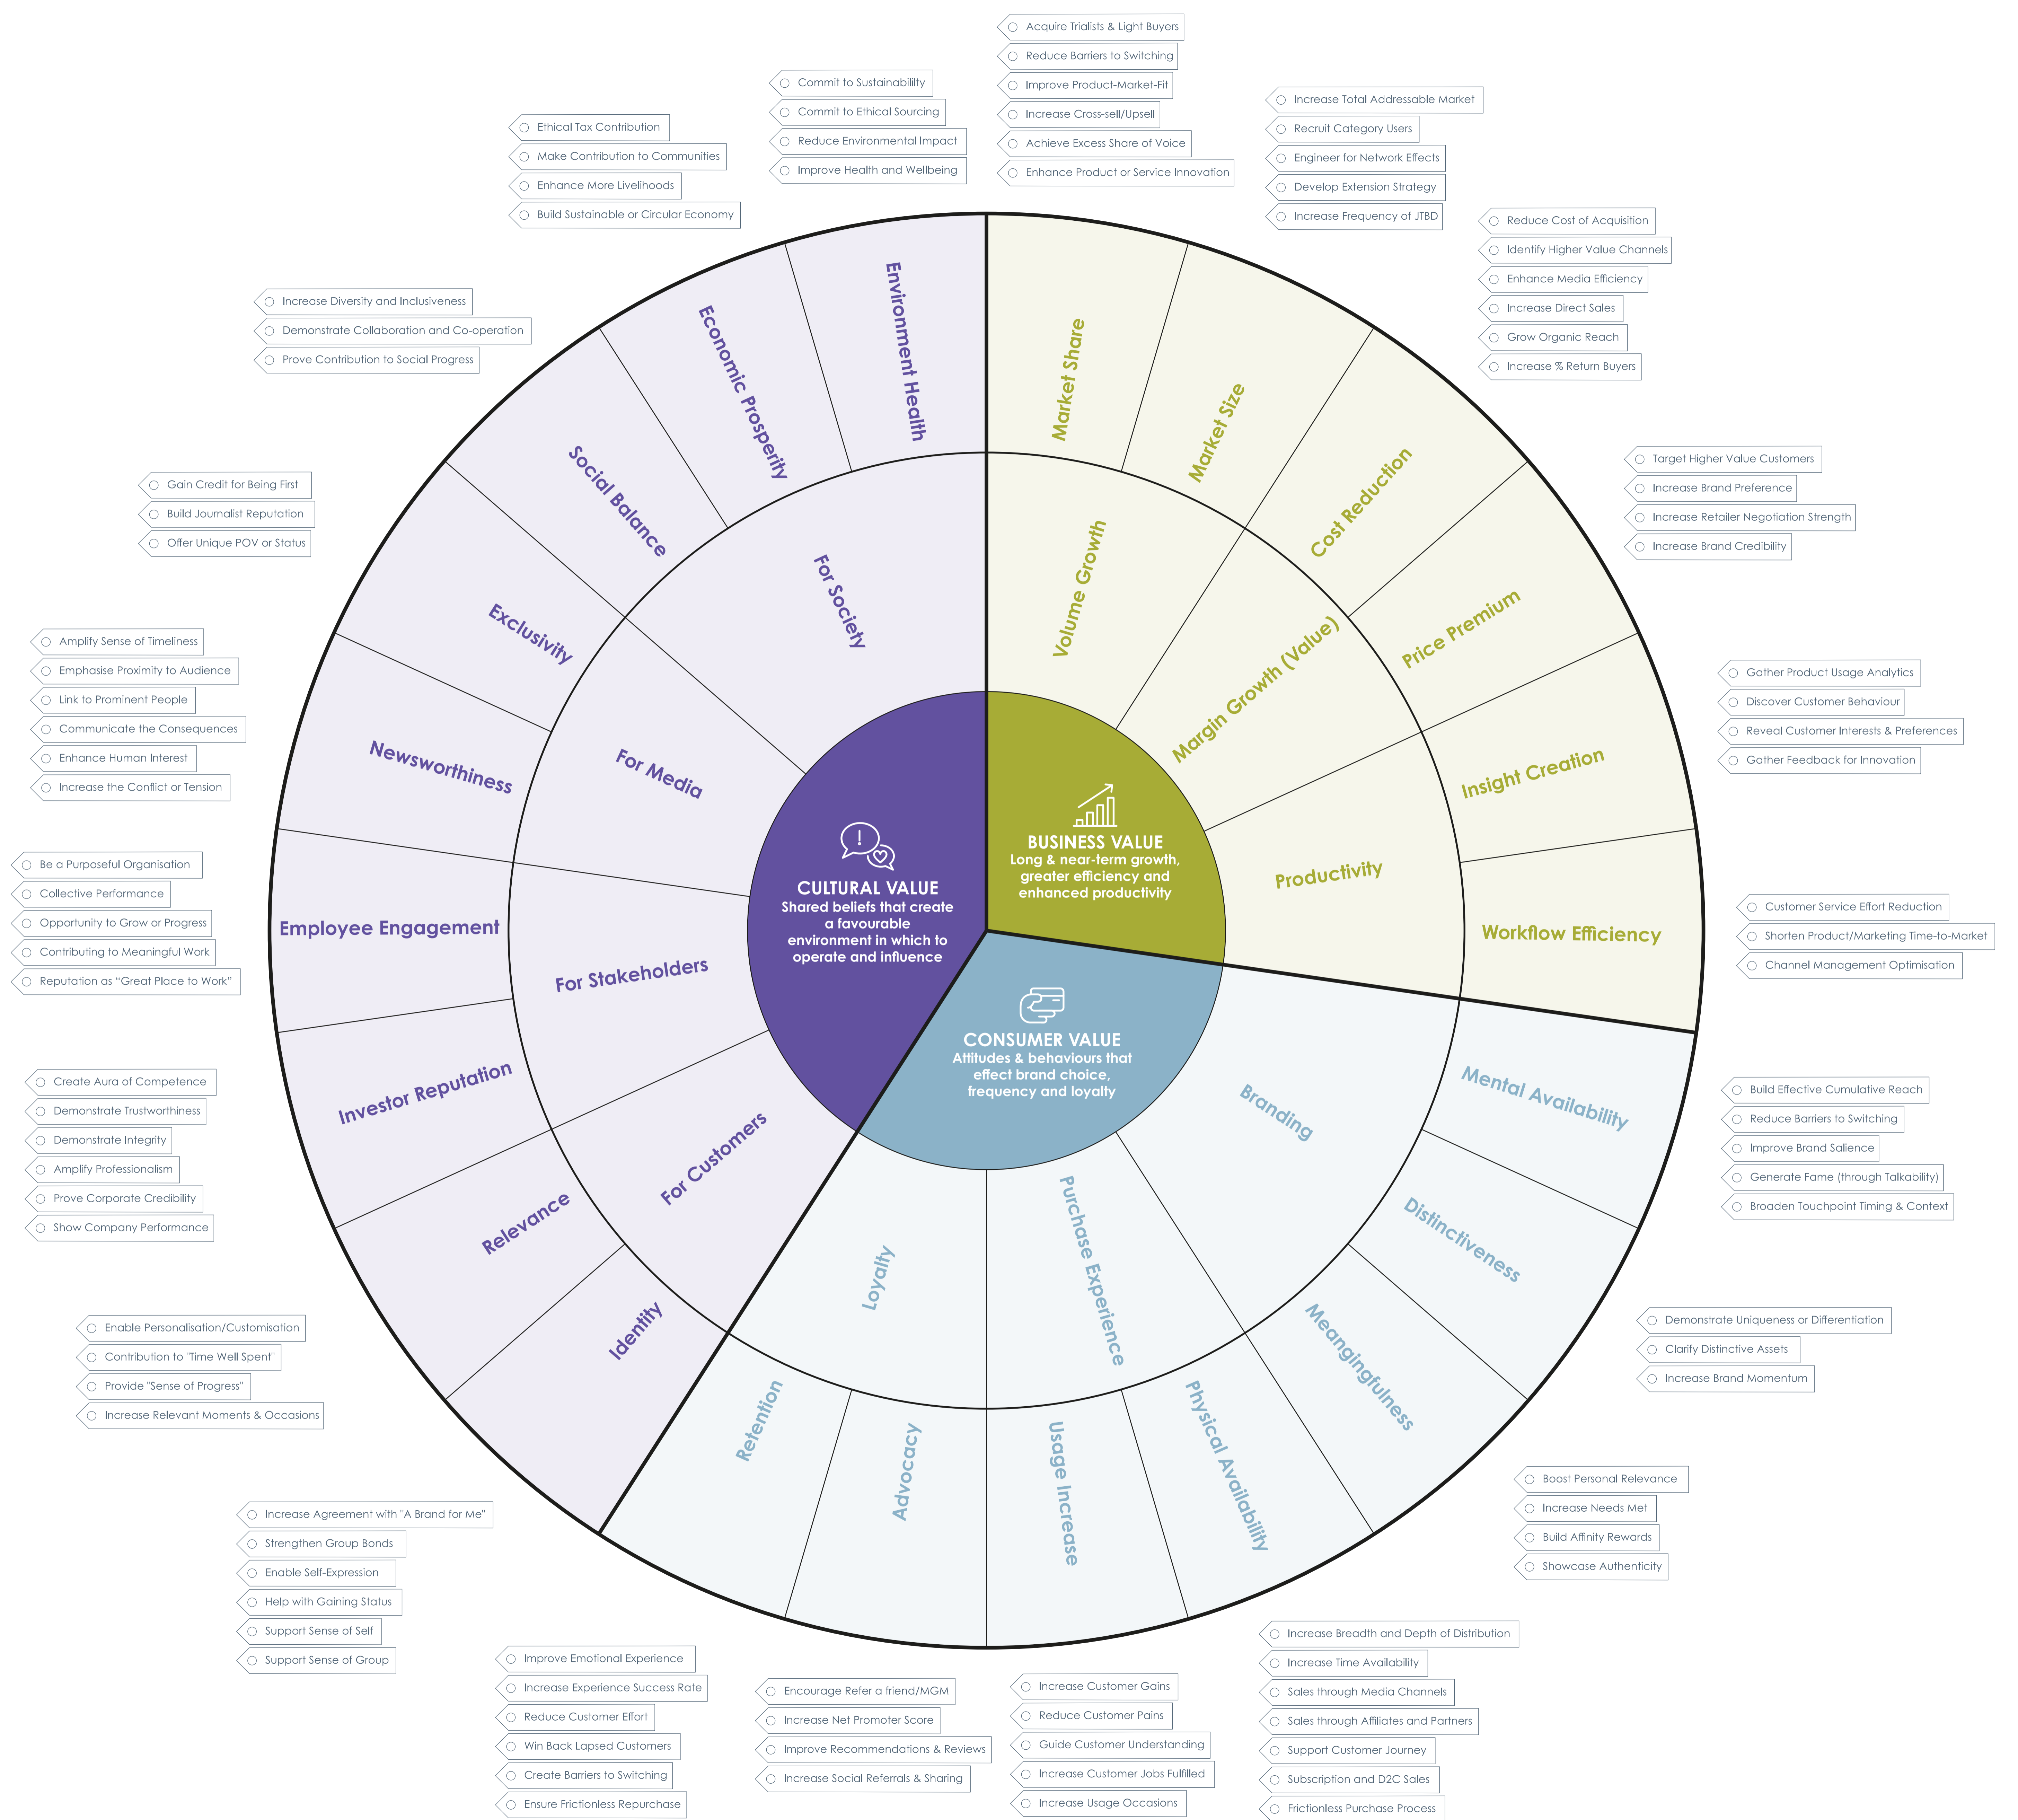 Acquire Trialists & Light Buyers
Reduce Barriers to Switching
Improve Product-Market-Fit
Increase Cross-sell/Upsell
Achieve Excess Share of Voice
Enhance Product or Service Innovation
Increase Total Addressable Market
Recruit Category Users
Engineer for Network Effects
Develop Extension Strategy
Increase Frequency of JTBD
Reduce Cost of Acquisition
Identify Higher Value Channels
Enhance Media Efficiency
Increase Direct Sales
Grow Organic Reach
Increase % Return Buyers
Target Higher Value Customers
Increase Brand Preference
Increase Retailer Negotiation Strength
Increase Brand Credibility
Gather Product Usage Analytics
Discover Customer Behaviour
Reveal Customer Interests & Preferences
Gather Feedback for Innovation
Customer Service Effort Reduction
Shorten Product/Marketing Time-to-Market
Channel Management Optimisation
Build Effective Cumulative Reach
Reduce Barriers to Switching
Improve Brand Salience
Generate Fame (through Talkability)
Broaden Touchpoint Timing & Context
Demonstrate Uniqueness or Differentiation
Clarify Distinctive Assets
Increase Brand Momentum
Boost Personal Relevance
Increase Needs Met
Build Affinity Rewards
Showcase Authenticity
Increase Breadth and Depth of Distribution
Increase Time Availability
Sales through Media Channels
Sales through Affiliates and Partners
Support Customer Journey
Subscription and D2C Sales
Frictionless Purchase Process
Increase Customer Gains
Reduce Customer Pains
Guide Customer Understanding
Increase Customer Jobs Fulfilled
Increase Usage Occasions
Encourage Refer a friend/MGM
Increase Net Promoter Score
Improve Recommendations & Reviews
Increase Social Referrals & Sharing
Improve Emotional Experience
Increase Experience Success Rate
Reduce Customer Effort
Win Back Lapsed Customers
Create Barriers to Switching
Ensure Frictionless Repurchase
Increase Agreement with "A Brand for Me"
Strengthen Group Bonds
Enable Self-Expression
Help with Gaining Status
Support Sense of Self
Support Sense of Group
Enable Personalisation/Customisation
Contribution to "Time Well Spent"
Provide "Sense of Progress"
Increase Relevant Moments & Occasions
Create Aura of Competence
Demonstrate Trustworthiness
Demonstrate Integrity
Amplify Professionalism
Prove Corporate Credibility
Show Company Performance
Be a Purposeful Organisation
Collective Performance
Opportunity to Grow or Progress
Contributing to Meaningful Work
Reputation as “Great Place to Work”
Amplify Sense of Timeliness
Emphasise Proximity to Audience
Link to Prominent People
Communicate the Consequences
Enhance Human Interest
Increase the Conflict or Tension
Gain Credit for Being First
Build Journalist Reputation
Offer Unique POV or Status
Increase Diversity and Inclusiveness
Demonstrate Collaboration and Co-operation
Prove Contribution to Social Progress
Ethical Tax Contribution
Make Contribution to Communities
Enhance More Livelihoods
Build Sustainable or Circular Economy
Commit to Sustainabililty
Commit to Ethical Sourcing
Reduce Environmental Impact
Improve Health and Wellbeing
Market Share
Market Size
Cost Reduction
Price Premium
Insight Creation
Workflow Efficiency
Mental Availability
Distinctiveness
Meangingfulness
Physical Availability
Usage Increase
Advocacy
Retention
Identity
Relevance
Investor Reputation
Employee Engagement
Newsworthiness
Exclusivity
Social Balance
Economic Prosperity
Environment Health
Volume Growth
Margin Growth (Value)
Productivity
Branding
Purchase Experience
Loyalty
For Customers
For Stakeholders
For Media
For Society
BUSINESS VALUE
Long & near-term growth,
greater efficiency and
enhanced productivity
CONSUMER VALUE
Attitudes & behaviours that
effect brand choice,
frequency and loyalty
CULTURAL VALUE
Shared beliefs that create
a favourable
environment in which to
operate and influence